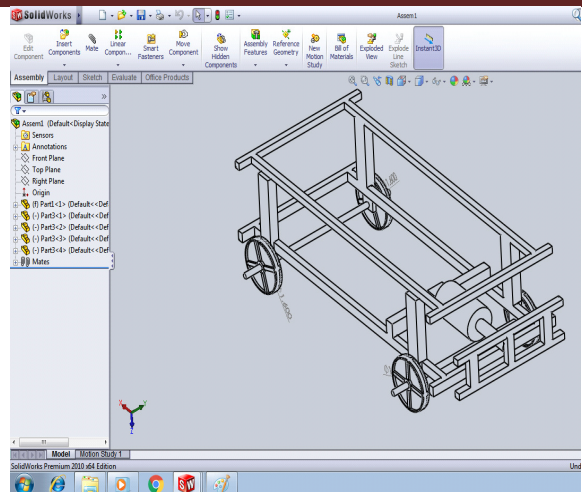 SolidWorks
Assem1
Edit Component
Insert Components
Mate
Linear Compon...
Smart Fasteners
Move Component
Show Hidden Components
Assembly Features
Reference Geometry
New Motion Study
Bill of Materials
Exploded View
Explode Line Sketch
Instant3D
Assembly Layout Sketch Evaluate Office Products
Assem1 (Default<Display State
Sensors
Annotations
Front Plane
Top Plane
Right Plane
Origin
(f) Part1<1> (Default<<Def
(-) Part3<1> (Default<<Def
(-) Part3<2> (Default<<Def
(-) Part3<3> (Default<<Def
(-) Part3<4> (Default<<Def
Mates
Model Motion Study 1
SolidWorks Premium 2010 x64 Edition
Und